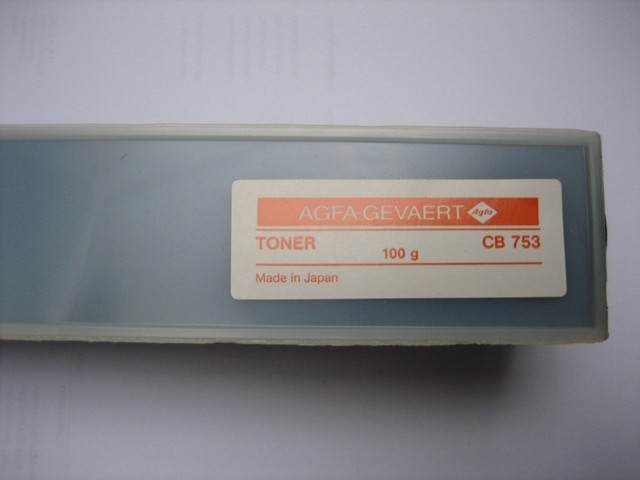 AGFA-GEVAERT Agfa
TONER 100 g CB 753
Made in Japan